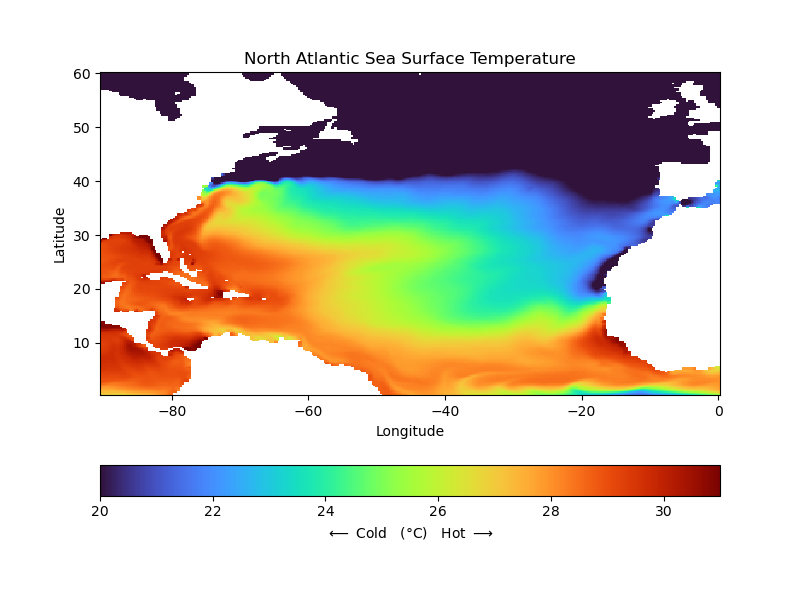 North Atlantic Sea Surface Temperature
60
50
40
30
20
10
Latitude
−80 −60 −40 −20 0
Longitude
20 22 24 26 28 30
⟵ Cold (°C) Hot ⟶